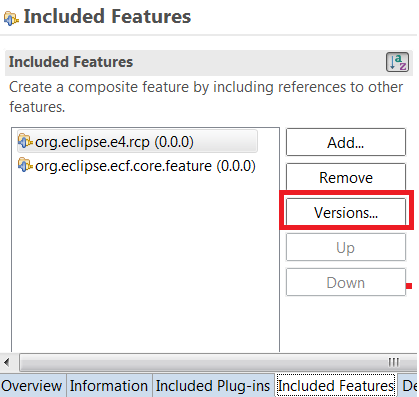 Included Features
Included Features
Create a composite feature by including references to other
features.
org.eclipse.e4.rcp (0.0.0)
org.eclipse.ecf.core.feature (0.0.0)
Add...
Remove
Versions...
Up
Down
Overview Information Included Plug-ins Included Features De